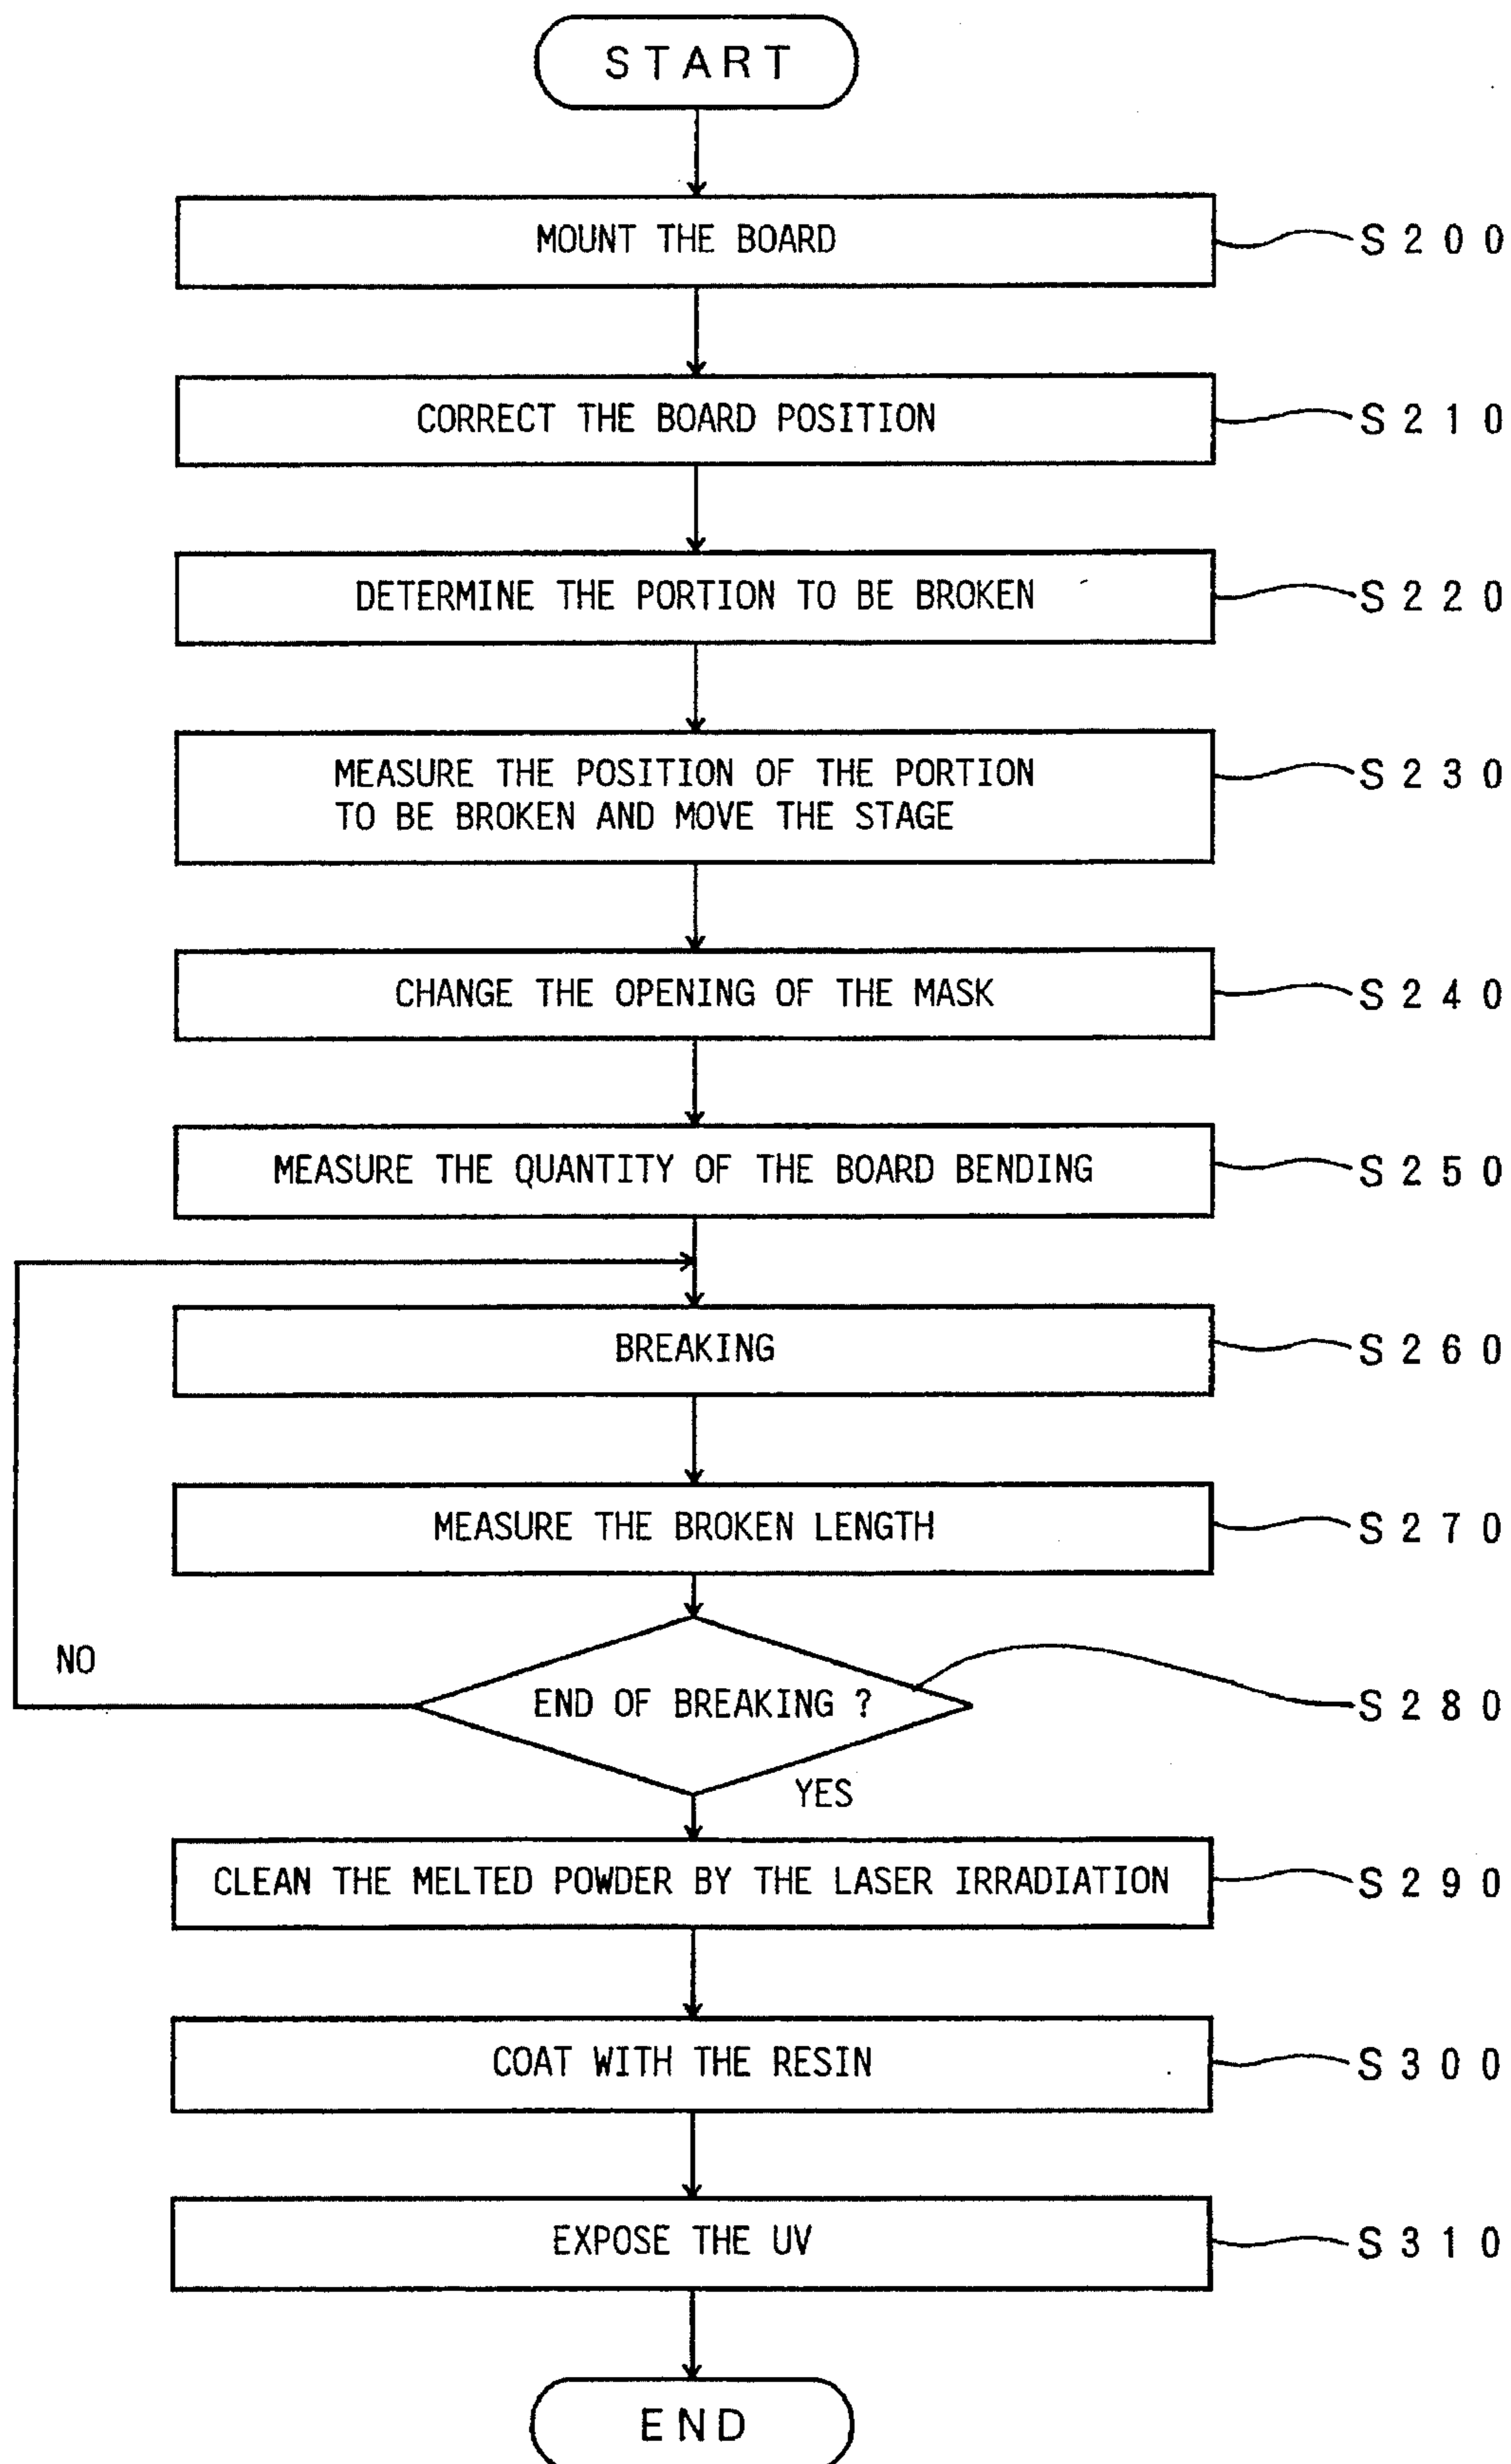 START
MOUNT THE BOARD
S200
CORRECT THE BOARD POSITION
S210
DETERMINE THE PORTION TO BE BROKEN
S220
MEASURE THE POSITION OF THE PORTION
TO BE BROKEN AND MOVE THE STAGE
S230
CHANGE THE OPENING OF THE MASK
S240
MEASURE THE QUANTITY OF THE BOARD BENDING
S250
BREAKING
S260
MEASURE THE BROKEN LENGTH
S270
NO
END OF BREAKING ?
S280
YES
CLEAN THE MELTED POWDER BY THE LASER IRRADIATION
S290
COAT WITH THE RESIN
S300
EXPOSE THE UV
S310
END